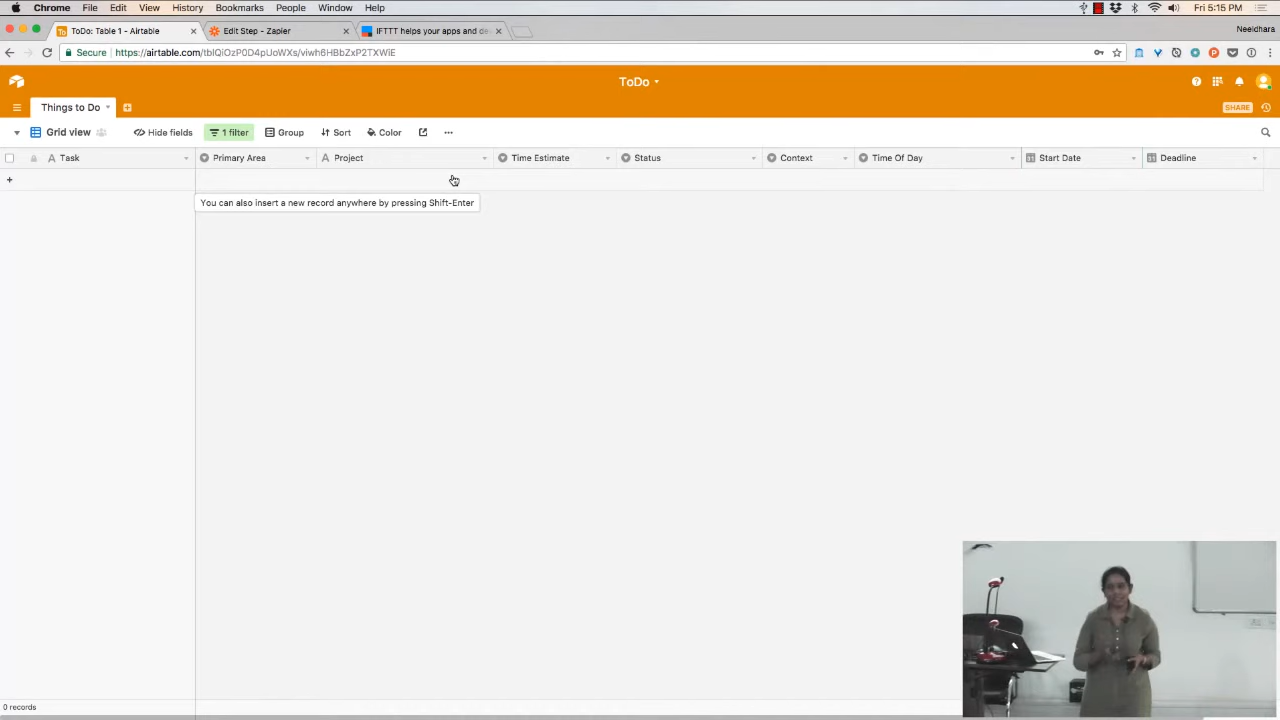 Chrome File Edit View History Bookmarks People Window Help Fri 5:15 PM
ToDo: Table 1 - Airtable Edit Step - Zapier IFTTT helps your apps and de Neeldhara
Secure https://airtable.com/tblQiOzP0D4pUoWXs/viwh6HBbZxP2TXWiE
ToDo
Things to Do SHARE
Grid view Hide fields 1 filter Group Sort Color
Task Primary Area Project Time Estimate Status Context Time Of Day Start Date Deadline
You can also insert a new record anywhere by pressing Shift-Enter
0 records